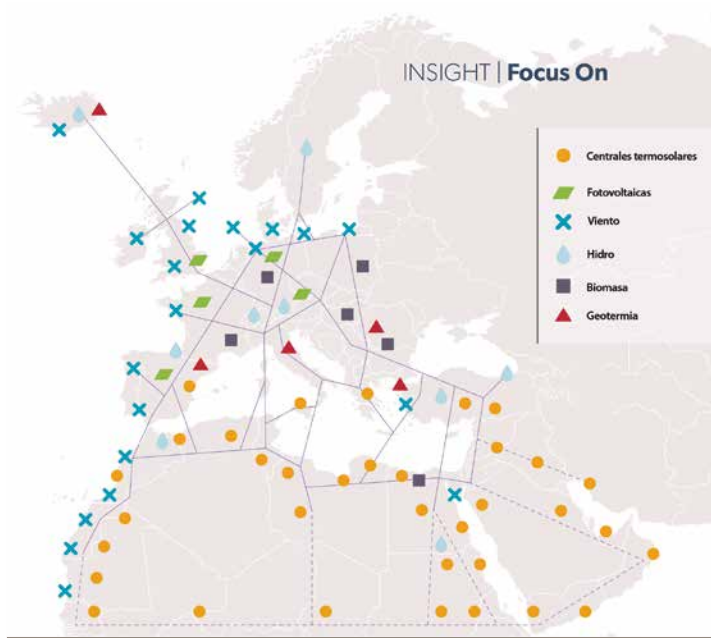 INSIGHT | Focus On
Centrales termosolares
Fotovoltaicas
Viento
Hidro
Biomasa
Geotermia